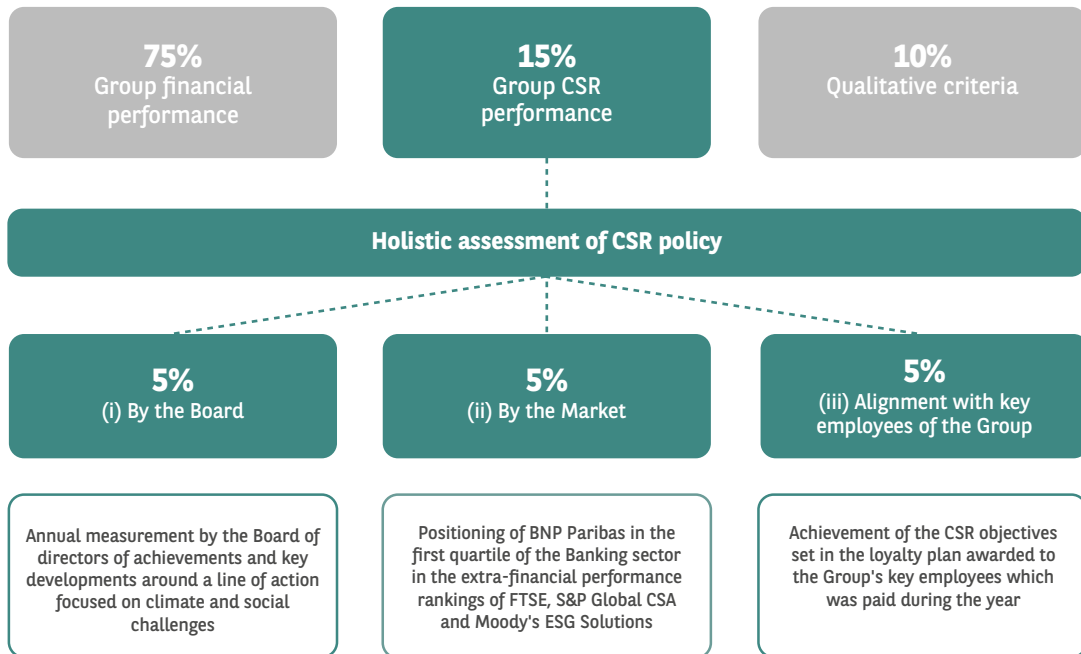 75%
Group financial
performance
15%
Group CSR
performance
10%
Qualitative criteria
Holistic assessment of CSR policy
5%
(i) By the Board
5%
(ii) By the Market
5%
(iii) Alignment with key
employees of the Group
Annual measurement by the Board of
directors of achievements and key
developments around a line of action
focused on climate and social
challenges
Positioning of BNP Paribas in the
first quartile of the Banking sector
in the extra-financial performance
rankings of FTSE, S&P Global CSA
and Moody's ESG Solutions
Achievement of the CSR objectives
set in the loyalty plan awarded to
the Group's key employees which
was paid during the year